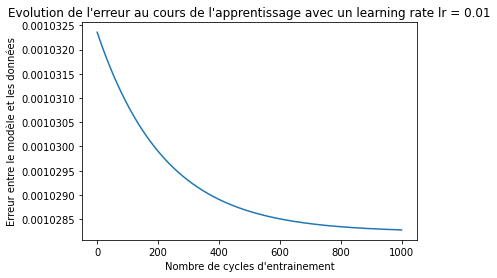 Evolution de l'erreur au cours de l'apprentissage avec un learning rate lr = 0.01
Erreur entre le modèle et les données
0.0010325
0.0010320
0.0010315
0.0010310
0.0010305
0.0010300
0.0010295
0.0010290
0.0010285
0 200 400 600 800 1000
Nombre de cycles d'entrainement